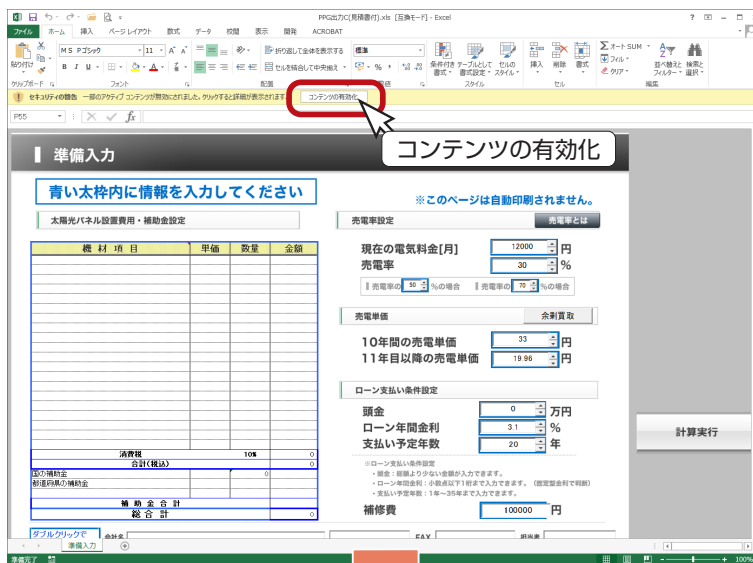 PPG出力C(見積書付).xls [互換モード] - Excel
ファイル ホーム 挿入 ページ レイアウト 数式 データ 校閲 表示 開発 ACROBAT
貼り付け
ＭＳ Ｐゴシック 11
B I U
折り返して全体を表示する
セルを結合して中央揃え
標準
条件付き書式 テーブルとして書式設定 セルのスタイル
挿入 削除 書式
オート SUM
フィル
クリア
並べ替えとフィルター 検索と選択
クリップボード フォント 配置 数値 スタイル セル 編集
セキュリティの警告 一部のアクティブ コンテンツが無効にされました。クリックすると詳細が表示されます。 コンテンツの有効化
P55 fx
コンテンツの有効化
準備入力
青い太枠内に情報を入力してください
※このページは自動印刷されません。
太陽光パネル設置費用・補助金設定
機 材 項 目 単価 数量 金額
消費税 10% 0
合計(税込) 0
国の補助金 0
都道府県の補助金
補 助 金 合 計
総 合 計 0
ダブルクリックで
会社名 FAX 担当者
売電率設定 売電率とは
現在の電気料金[月] 12000 円
売電率 30 %
売電率の 50 %の場合 売電率の 70 %の場合
売電単価 余剰買取
10年間の売電単価 33 円
11年目以降の売電単価 19.96 円
ローン支払い条件設定
頭金 0 万円
ローン年間金利 3.1 %
支払い予定年数 20 年
※ローン支払い条件設定
・頭金：総額より少ない金額が入力できます。
・ローン年間金利：小数点以下1桁まで入力できます。（固定型金利で判断）
・支払い予定年数：1年～35年まで入力できます。
補修費 100000 円
計算実行
準備入力
準備完了 100%